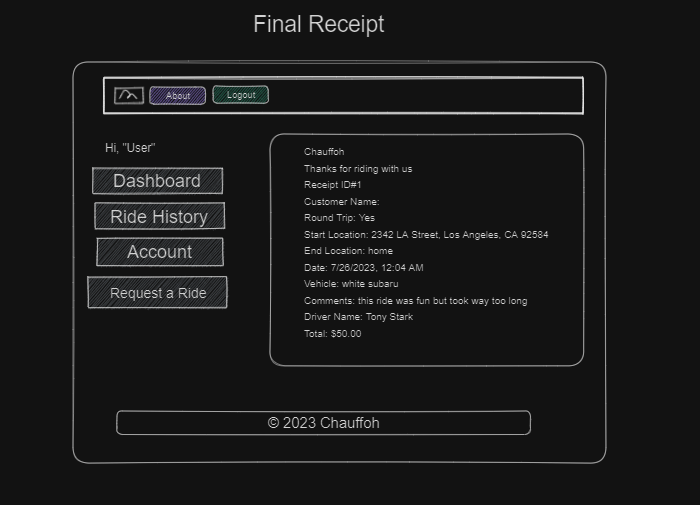 Final Receipt
About
Logout
Hi, "User"
Dashboard
Ride History
Account
Request a Ride
Chauffoh
Thanks for riding with us
Receipt ID#1
Customer Name:
Round Trip: Yes
Start Location: 2342 LA Street, Los Angeles, CA 92584
End Location: home
Date: 7/26/2023, 12:04 AM
Vehicle: white subaru
Comments: this ride was fun but took way too long
Driver Name: Tony Stark
Total: $50.00
© 2023 Chauffoh